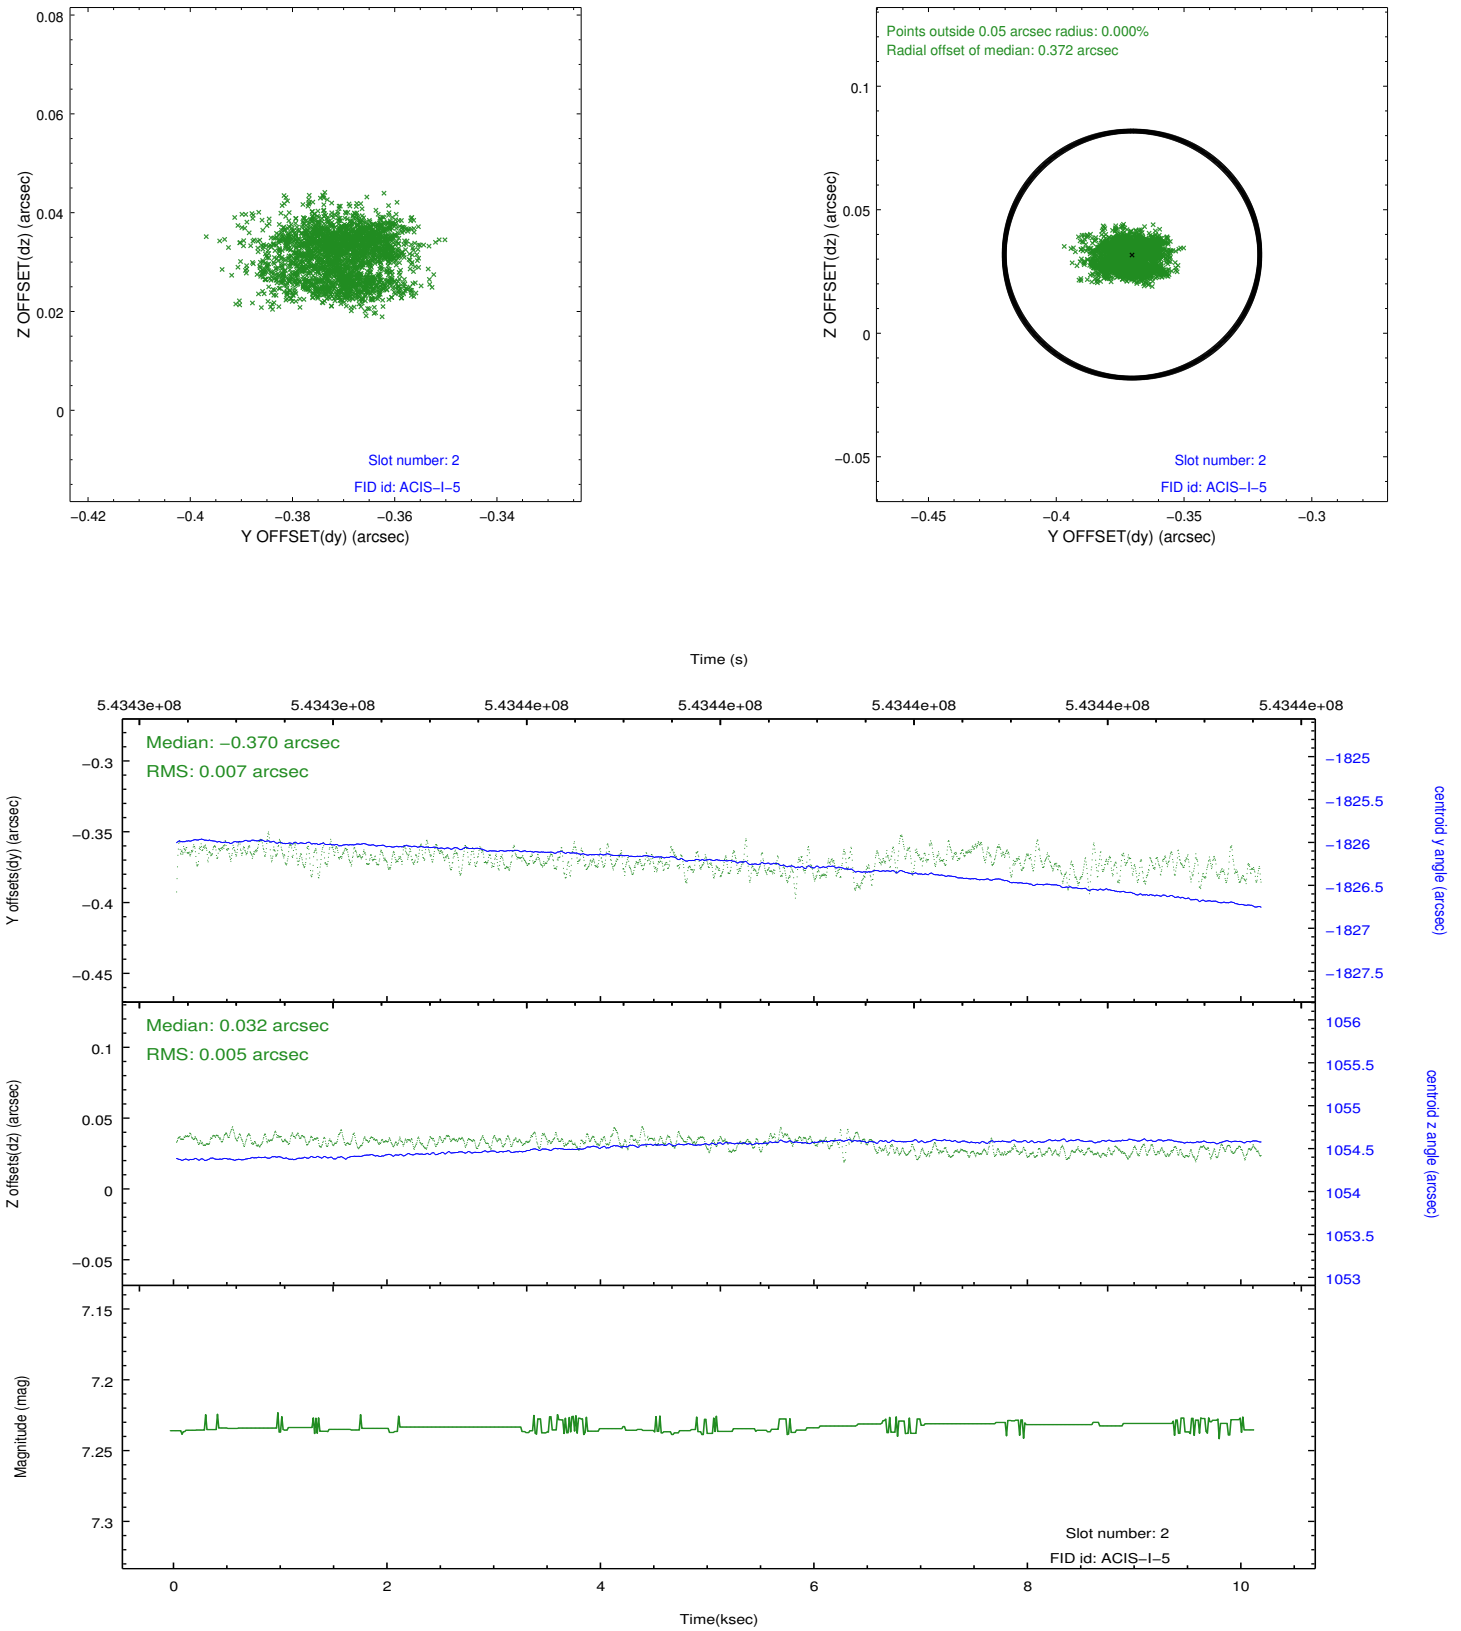 0.08
0.06
0.04
0.02
0
Z OFFSET(dz) (arcsec)
Slot number: 2
FID id: ACIS−I−5
−0.42 −0.4 −0.38 −0.36 −0.34
Y OFFSET(dy) (arcsec)
Points outside 0.05 arcsec radius: 0.000%
Radial offset of median: 0.372 arcsec
0.1
0.05
0
−0.05
Z OFFSET(dz) (arcsec)
Slot number: 2
FID id: ACIS−I−5
−0.45 −0.4 −0.35 −0.3
Y OFFSET(dy) (arcsec)
Time (s)
5.4343e+08 5.4343e+08 5.4344e+08 5.4344e+08 5.4344e+08 5.4344e+08 5.4344e+08
Median: −0.370 arcsec
RMS: 0.007 arcsec
−0.3
−0.35
−0.4
−0.45
Y offsets(dy) (arcsec)
−1825
−1825.5
−1826
−1826.5
−1827
−1827.5
centroid y angle (arcsec)
Median: 0.032 arcsec
RMS: 0.005 arcsec
0.1
0.05
0
−0.05
Z offsets(dz) (arcsec)
1056
1055.5
1055
1054.5
1054
1053.5
1053
centroid z angle (arcsec)
7.15
7.2
7.25
7.3
Magnitude (mag)
Slot number: 2
FID id: ACIS−I−5
0 2 4 6 8 10
Time(ksec)